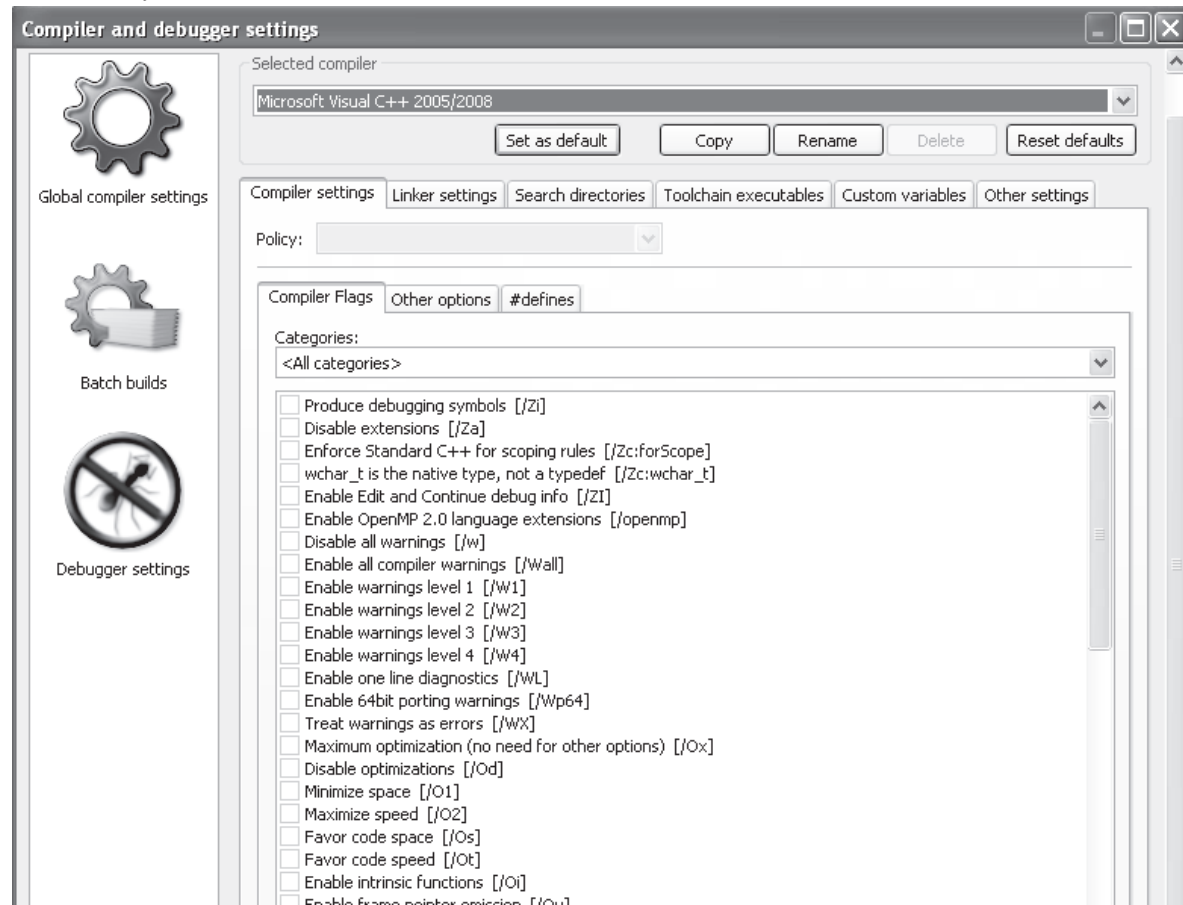 Compiler and debugger settings
Selected compiler
Microsoft Visual C++ 2005/2008
Set as default Copy Rename Delete Reset defaults
Global compiler settings
Batch builds
Debugger settings
Compiler settings Linker settings Search directories Toolchain executables Custom variables Other settings
Policy:
Compiler Flags Other options #defines
Categories:
<All categories>
Produce debugging symbols [/Zi]
Disable extensions [/Za]
Enforce Standard C++ for scoping rules [/Zc:forScope]
wchar_t is the native type, not a typedef [/Zc:wchar_t]
Enable Edit and Continue debug info [/ZI]
Enable OpenMP 2.0 language extensions [/openmp]
Disable all warnings [/w]
Enable all compiler warnings [/Wall]
Enable warnings level 1 [/W1]
Enable warnings level 2 [/W2]
Enable warnings level 3 [/W3]
Enable warnings level 4 [/W4]
Enable one line diagnostics [/WL]
Enable 64bit porting warnings [/Wp64]
Treat warnings as errors [/WX]
Maximum optimization (no need for other options) [/Ox]
Disable optimizations [/Od]
Minimize space [/O1]
Maximize speed [/O2]
Favor code space [/Os]
Favor code speed [/Ot]
Enable intrinsic functions [/Oi]
Enable frame pointer omission [/Oy]